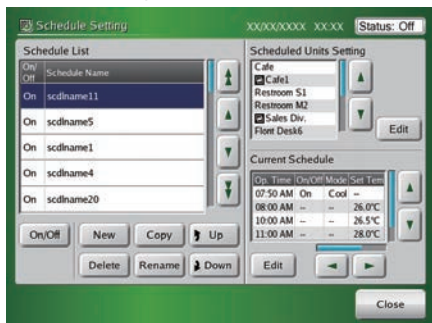 Schedule Setting
XX/XX/XXXX XX:XX
Status: Off
Schedule List
On/
Off
Schedule Name
On scdlname11
On scdlname5
On scdlname1
On scdlname4
On scdlname20
On/Off
New
Copy
Up
Delete
Rename
Down
Scheduled Units Setting
Cafe
Cafe1
Restroom S1
Restroom M2
Sales Div.
Flont Desk6
Edit
Current Schedule
Op. Time On/Off Mode Set Tem
07:50 AM On Cool --
08:00 AM -- -- 26.0°C
10:00 AM -- -- 26.5°C
11:00 AM -- -- 28.0°C
Edit
Close